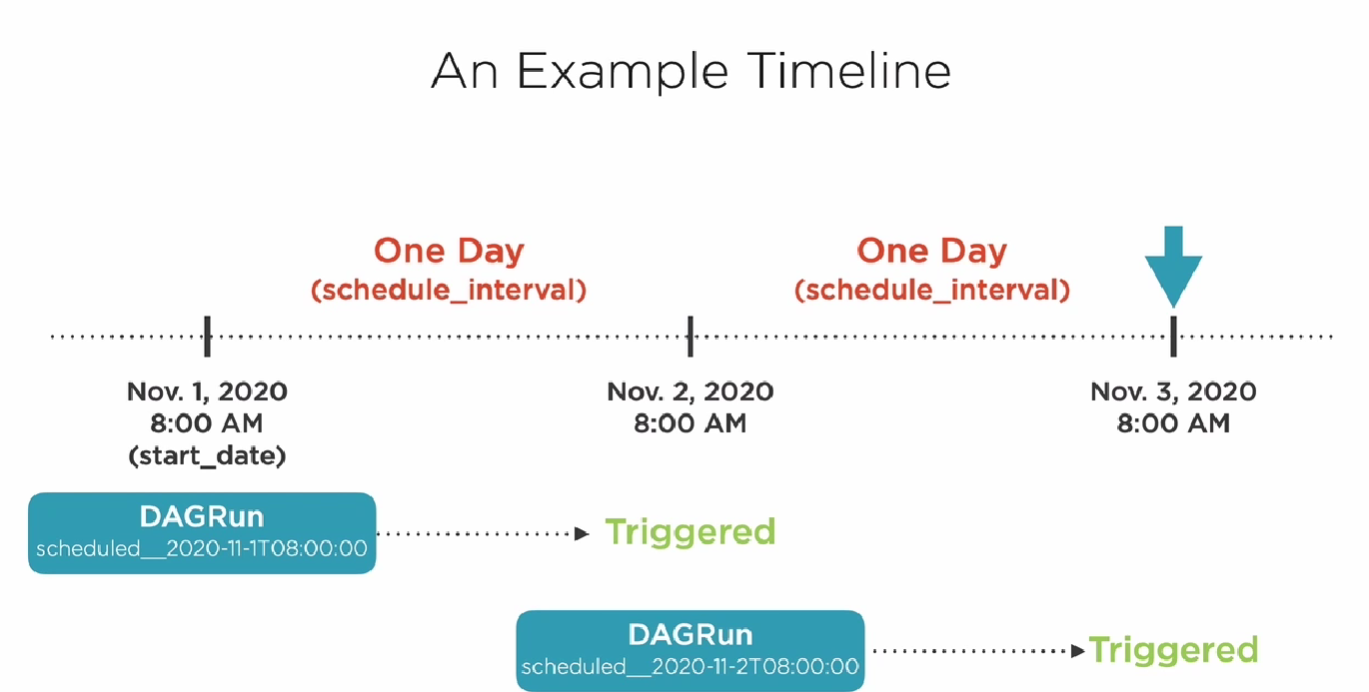 An Example Timeline
One Day
(schedule_interval)
One Day
(schedule_interval)
Nov. 1, 2020
8:00 AM
(start_date)
Nov. 2, 2020
8:00 AM
Nov. 3, 2020
8:00 AM
DAGRun
scheduled__2020-11-1T08:00:00
Triggered
DAGRun
scheduled__2020-11-2T08:00:00
Triggered